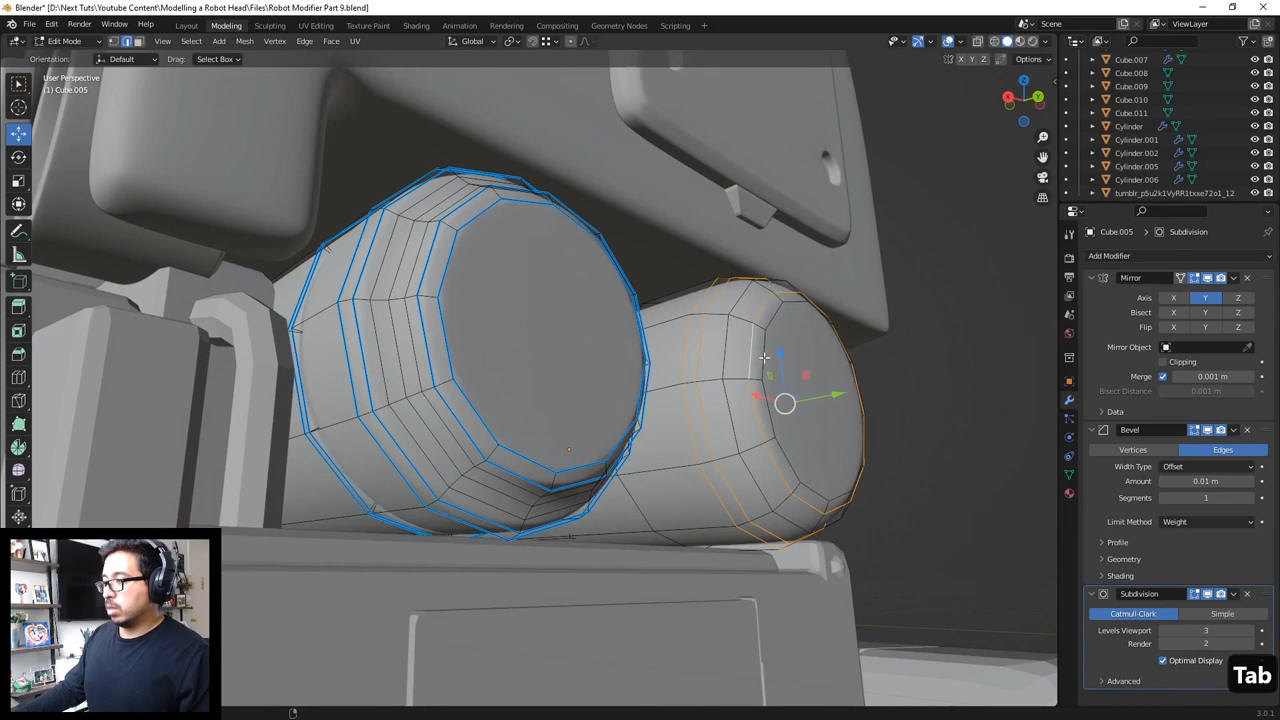 Blender* [D:\Next Tuts\Youtube Content\Modelling a Robot Head\Files\Robot Modifier Part 9.blend]
File Edit Render Window Help Layout Modeling Sculpting UV Editing Texture Paint Shading Animation Rendering Compositing Geometry Nodes Scripting + Scene ViewLayer
Edit Mode View Select Add Mesh Vertex Edge Face UV Global
Orientation: Default Drag: Select Box X Y Z Options
User Perspective
(1) Cube.005
Z
X Y
Cube.007
Cube.008
Cube.009
Cube.010
Cube.011
Cylinder
Cylinder.001
Cylinder.002
Cylinder.005
Cylinder.006
tumblr_p5u2k1VyRR1txxe72o1_12
Cube.005 > Subdivision
Add Modifier
Mirror
Axis X Y Z
Bisect X Y Z
Flip X Y Z
Mirror Object
Clipping
Merge 0.001 m
Bisect Distance 0.001 m
Data
Bevel
Vertices Edges
Width Type Offset
Amount 0.01 m
Segments 1
Limit Method Weight
Profile
Geometry
Shading
Subdivision
Catmull-Clark Simple
Levels Viewport 3
Render 2
Optimal Display
Advanced
Tab
3.0.1